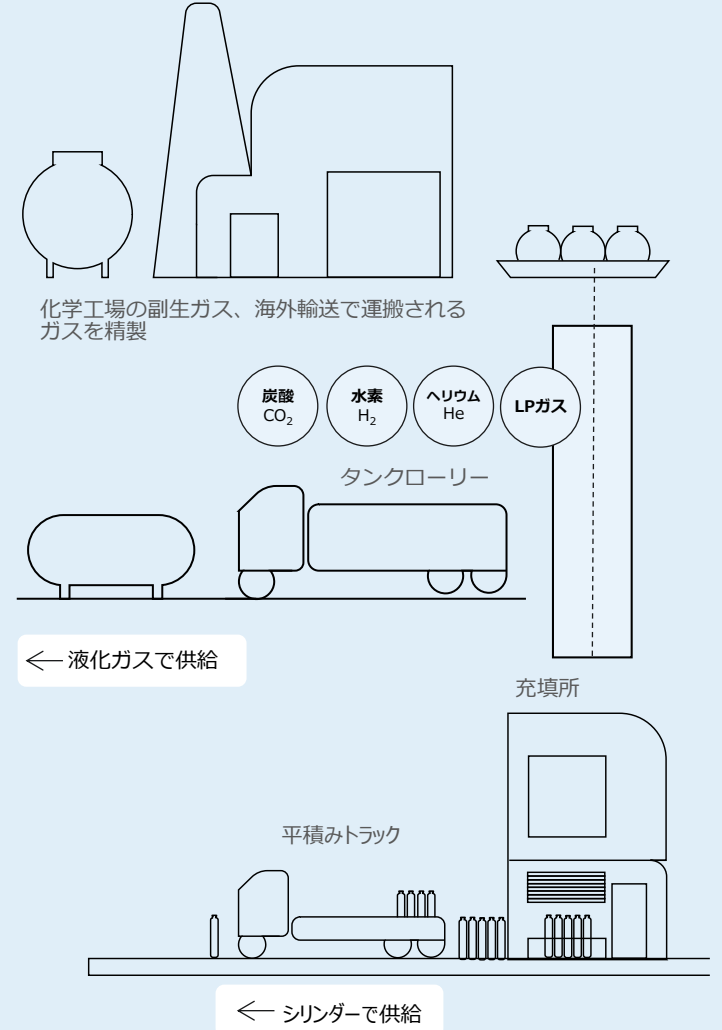 化学工場の副生ガス、海外輸送で運搬される
ガスを精製
炭酸
CO₂
水素
H₂
ヘリウム
He
LPガス
タンクローリー
← 液化ガスで供給
充填所
平積みトラック
← シリンダーで供給